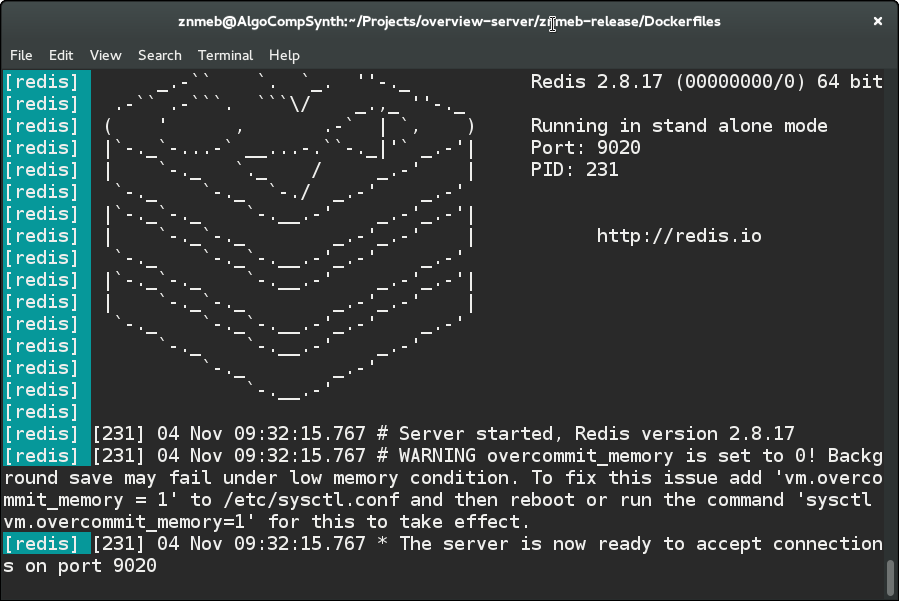 znmeb@AlgoCompSynth:~/Projects/overview-server/znmeb-release/Dockerfiles
File Edit View Search Terminal Help
[redis]           _.-``    `.  `_.  ''-._           Redis 2.8.17 (00000000/0) 64 bit
[redis]  .-`` .-```.  ```\/    _.,_ ''-._
[redis] (    '      ,       .-`  | `,    )     Running in stand alone mode
[redis] |`-._`-...-` __...-.``-._|'` _.-'|     Port: 9020
[redis] |    `-._   `._    /     _.-'    |     PID: 231
[redis]  `-._    `-._  `-./  _.-'    _.-'
[redis] |`-._`-._    `-.__.-'    _.-'_.-'|
[redis] |    `-._`-._        _.-'_.-'    |           http://redis.io
[redis]  `-._    `-._`-.__.-'_.-'    _.-'
[redis] |`-._`-._    `-.__.-'    _.-'_.-'|
[redis] |    `-._`-._        _.-'_.-'    |
[redis]  `-._    `-._`-.__.-'_.-'    _.-'
[redis]      `-._    `-.__.-'    _.-'
[redis]          `-._        _.-'
[redis]              `-.__.-'
[redis]
[redis] [231] 04 Nov 09:32:15.767 # Server started, Redis version 2.8.17
[redis] [231] 04 Nov 09:32:15.767 # WARNING overcommit_memory is set to 0! Backg
round save may fail under low memory condition. To fix this issue add 'vm.overco
mmit_memory = 1' to /etc/sysctl.conf and then reboot or run the command 'sysctl
vm.overcommit_memory=1' for this to take effect.
[redis] [231] 04 Nov 09:32:15.767 * The server is now ready to accept connection
s on port 9020